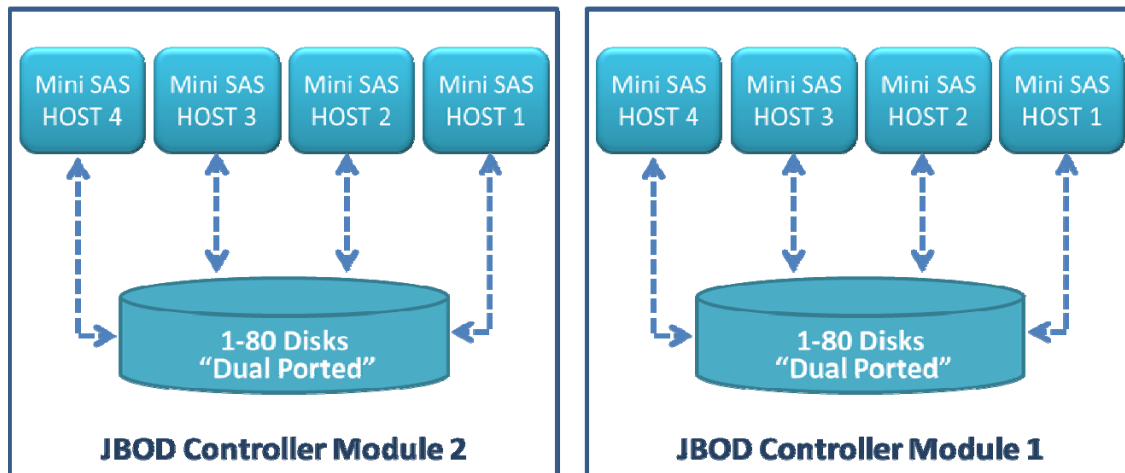 Mini SAS
HOST 4
Mini SAS
HOST 3
Mini SAS
HOST 2
Mini SAS
HOST 1
1-80 Disks
“Dual Ported”
JBOD Controller Module 2
Mini SAS
HOST 4
Mini SAS
HOST 3
Mini SAS
HOST 2
Mini SAS
HOST 1
1-80 Disks
“Dual Ported”
JBOD Controller Module 1